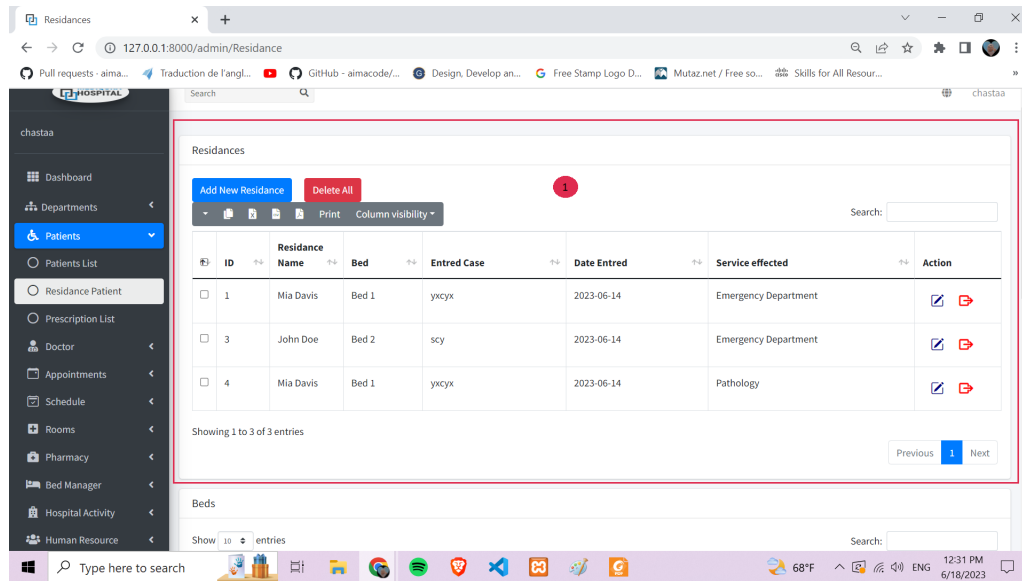 Residances
127.0.0.1:8000/admin/Residance
Pull requests · aima... Traduction de l'angl... GitHub - aimacode/... Design, Develop an... Free Stamp Logo D... Mutaz.net / Free so... Skills for All Resour... »
HOSPITAL
Search
chastaa
chastaa
Dashboard
Departments
Patients
Patients List
Residance Patient
Prescription List
Doctor
Appointments
Schedule
Rooms
Pharmacy
Bed Manager
Hospital Activity
Human Resource
Residances
1
Add New Residance Delete All
Print Column visibility
Search:
ID Residance Name Bed Entred Case Date Entred Service effected Action
1 Mia Davis Bed 1 yxcyx 2023-06-14 Emergency Department
3 John Doe Bed 2 scy 2023-06-14 Emergency Department
4 Mia Davis Bed 1 yxcyx 2023-06-14 Pathology
Showing 1 to 3 of 3 entries
Previous 1 Next
Beds
Show 10 entries
Search:
Type here to search
68°F
ENG
12:31 PM
6/18/2023